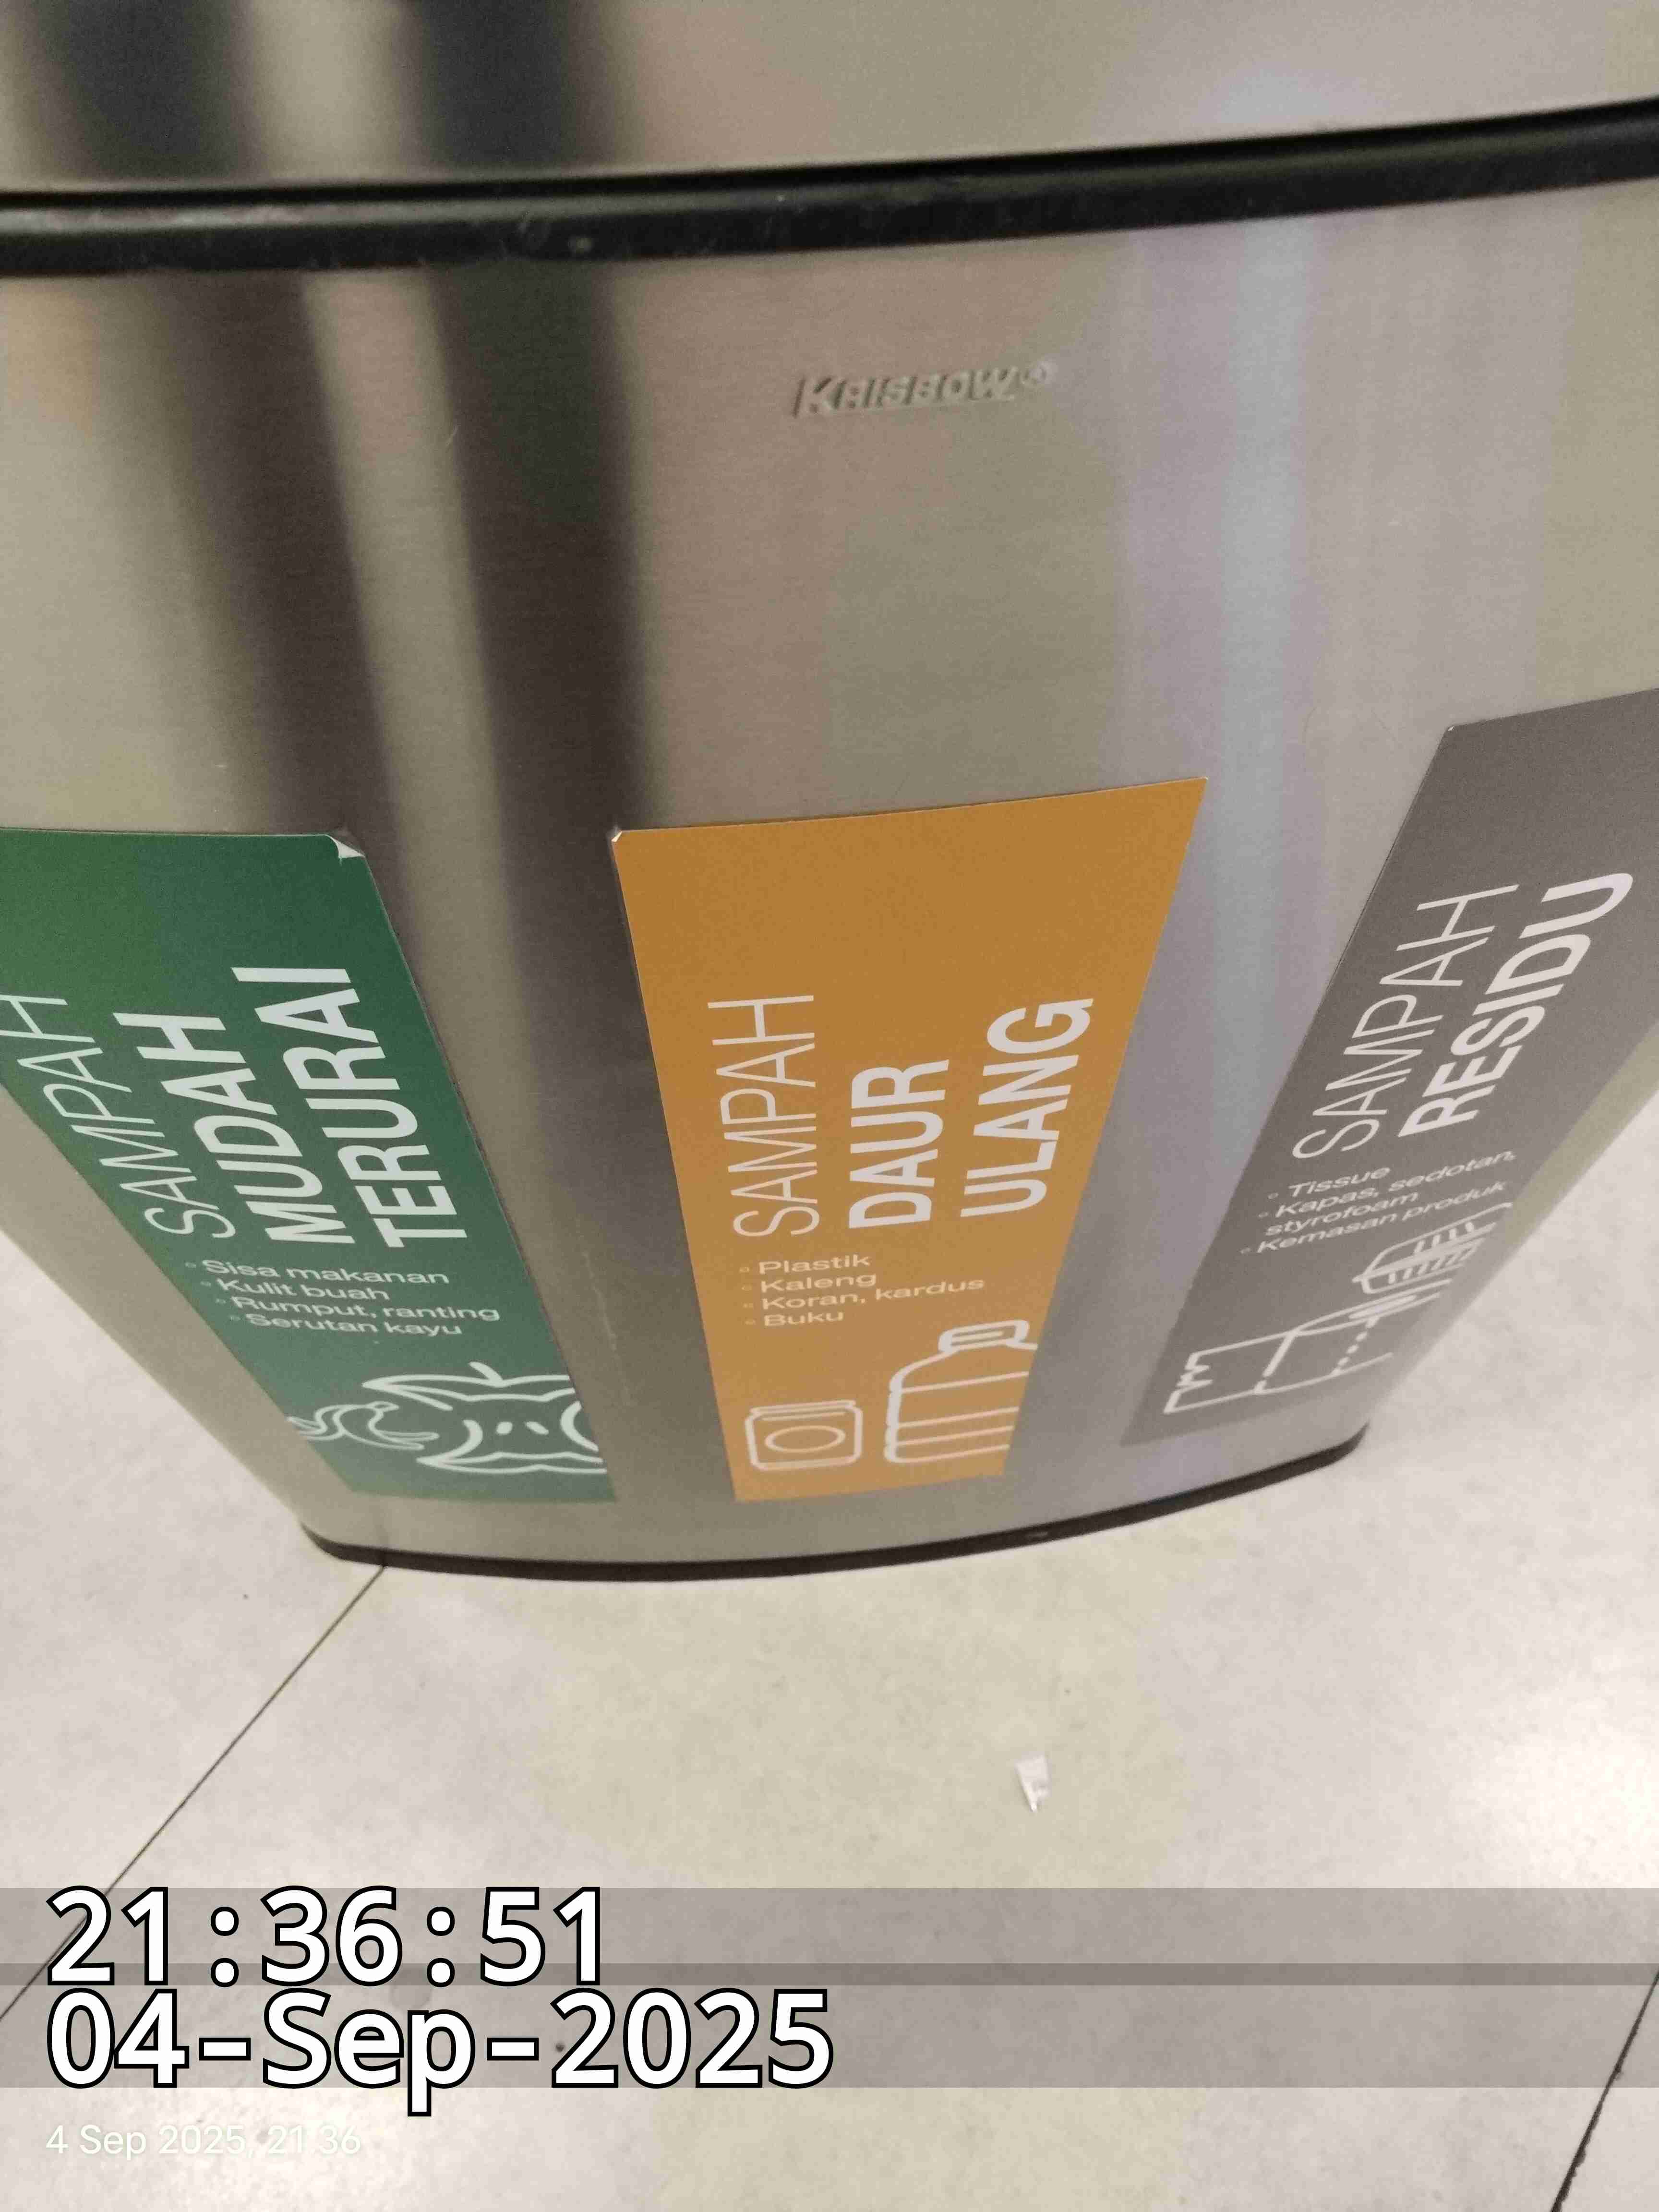 KRISBOW®
SAMPAH
SAMPAH
MUDAH
TERURAI
Sisa makanan
Kulit buah
Rumput, ranting
Serutan kayu
SAMPAH
DAUR
ULANG
Plastik
Kaleng
Koran, kardus
Buku
SAMPAH
RESIDU
Tissue
Kapas, sedotan,
styrofoam
Kemasan produk
21:36:51
04-Sep-2025
4 Sep 2025, 21 36